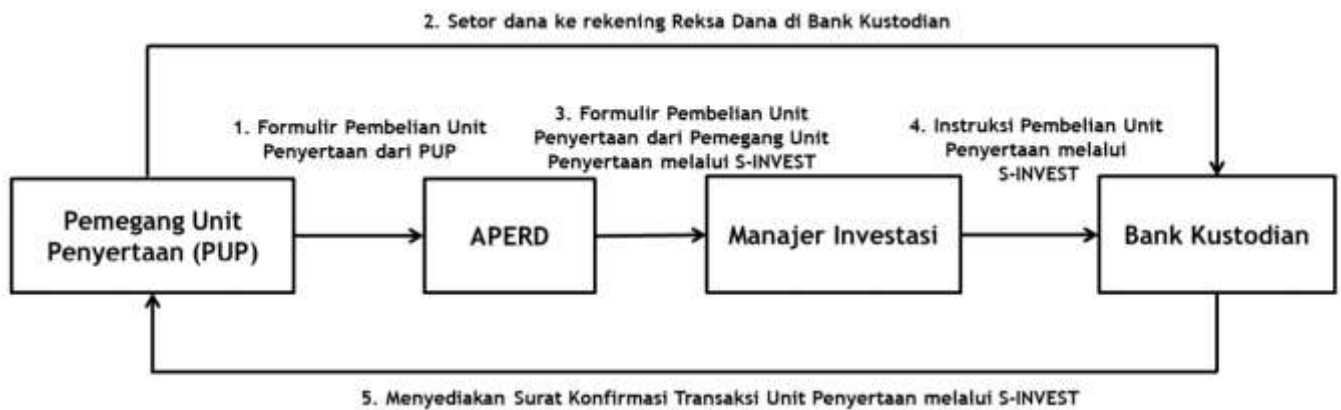 2. Setor dana ke rekening Reksa Dana di Bank Kustodian
1. Formulir Pembelian Unit
Penyertaan dari PUP
3. Formulir Pembelian Unit
Penyertaan dari Pemegang Unit
Penyertaan melalui S-INVEST
4. Instruksi Pembelian Unit
Penyertaan melalui
S-INVEST
Pemegang Unit
Penyertaan (PUP)
APERD
Manajer Investasi
Bank Kustodian
5. Menyediakan Surat Konfirmasi Transaksi Unit Penyertaan melalui S-INVEST